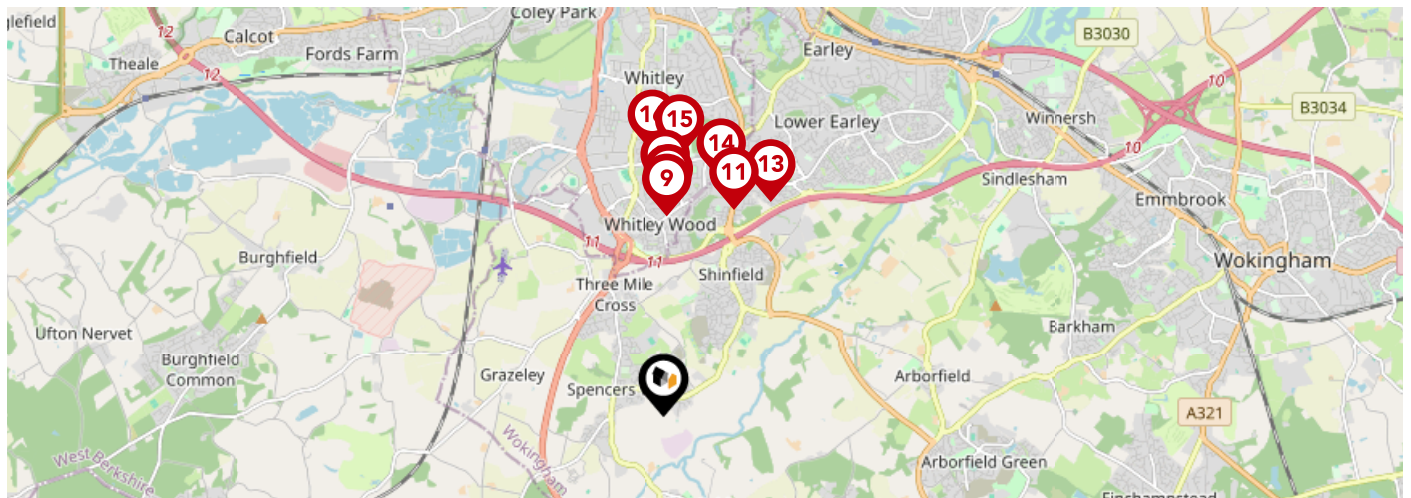 glefield
12
Calcot
Coley Park
Theale
Fords Farm
12
Earley
B3030
Whitley
10
B3034
1
15
Lower Earley
Winnersh
14
10
11
13
9
Sindlesham
Emmbrook
Whitley Wood
11
11
Burghfield
Shinfield
Wokingham
Three Mile
Cross
Ufton Nervet
Barkham
Burghfield
Common
Grazeley
Spencers
Arborfield
A321
West Berkshire
Wokingham
Arborfield Green
Finchampstead